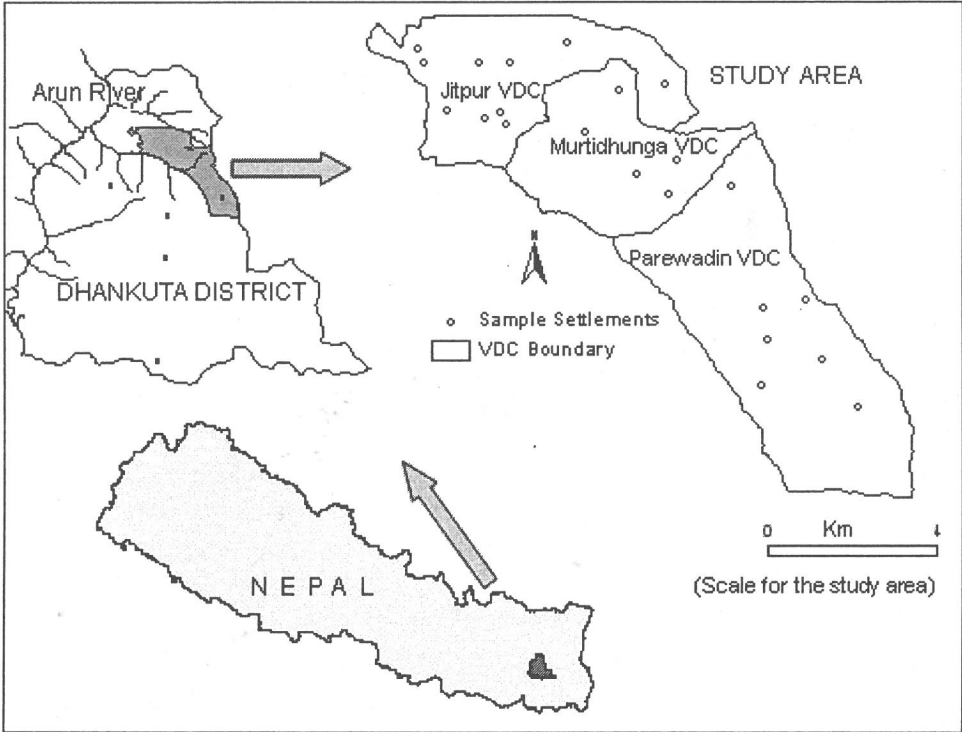 Arun River
Jitpur VDC
STUDY AREA
Murtidhunga VDC
Parewadin VDC
DHANKUTA DISTRICT
N
Sample Settlements
VDC Boundary
0 Km 4
(Scale for the study area)
NEPAL